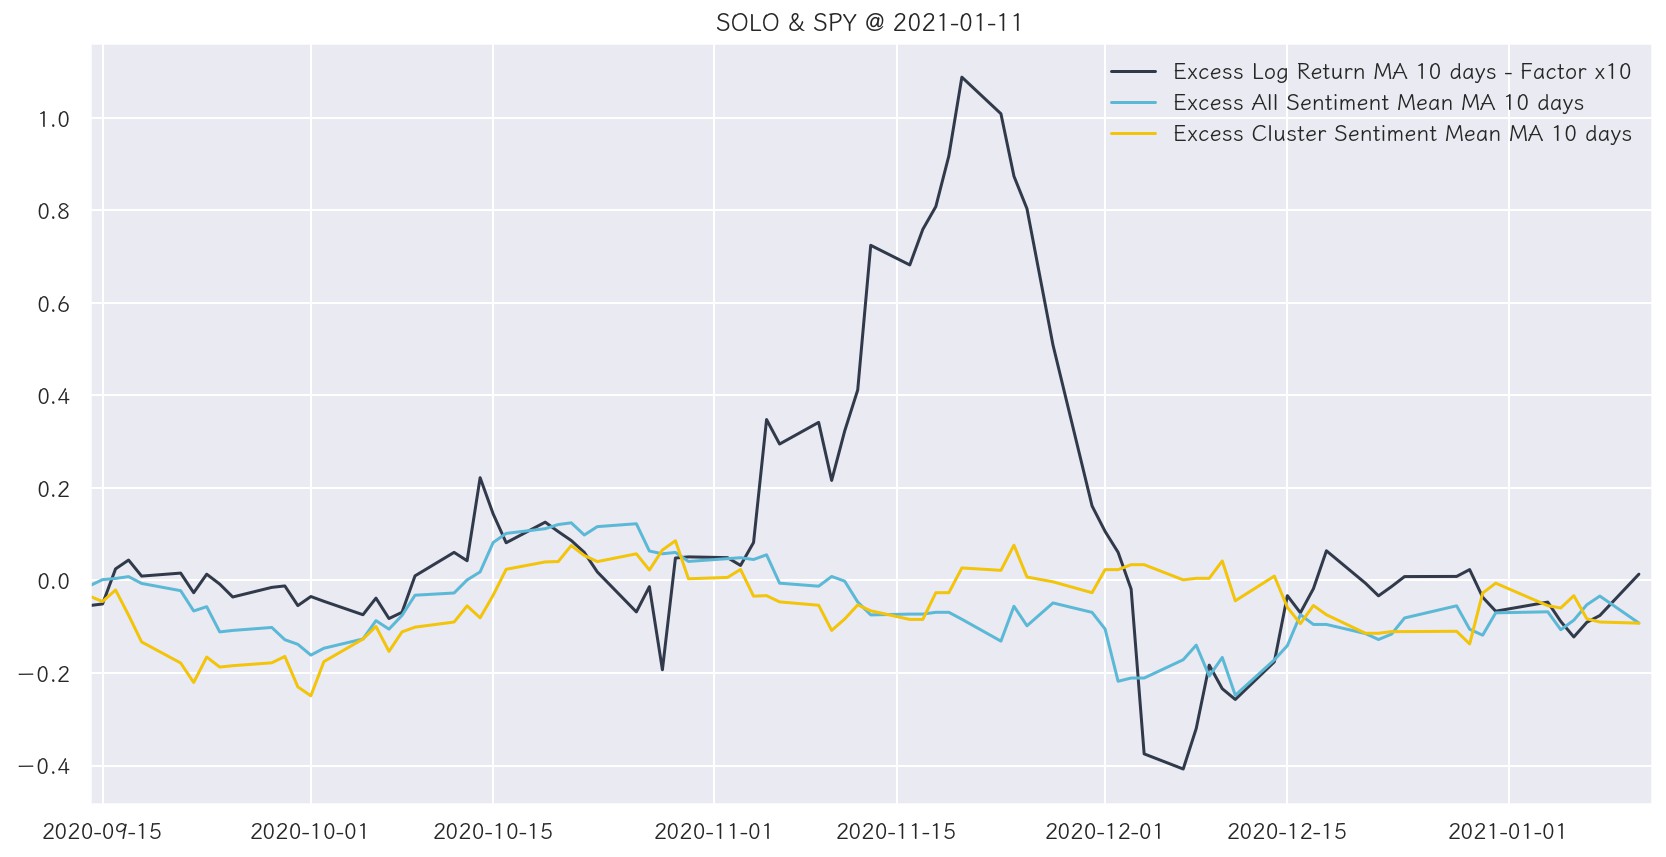 SOLO & SPY @ 2021-01-11
Excess Log Return MA 10 days - Factor x10
Excess All Sentiment Mean MA 10 days
Excess Cluster Sentiment Mean MA 10 days
1.0
0.8
0.6
0.4
0.2
0.0
−0.2
−0.4
2020-09-15 2020-10-01 2020-10-15 2020-11-01 2020-11-15 2020-12-01 2020-12-15 2021-01-01